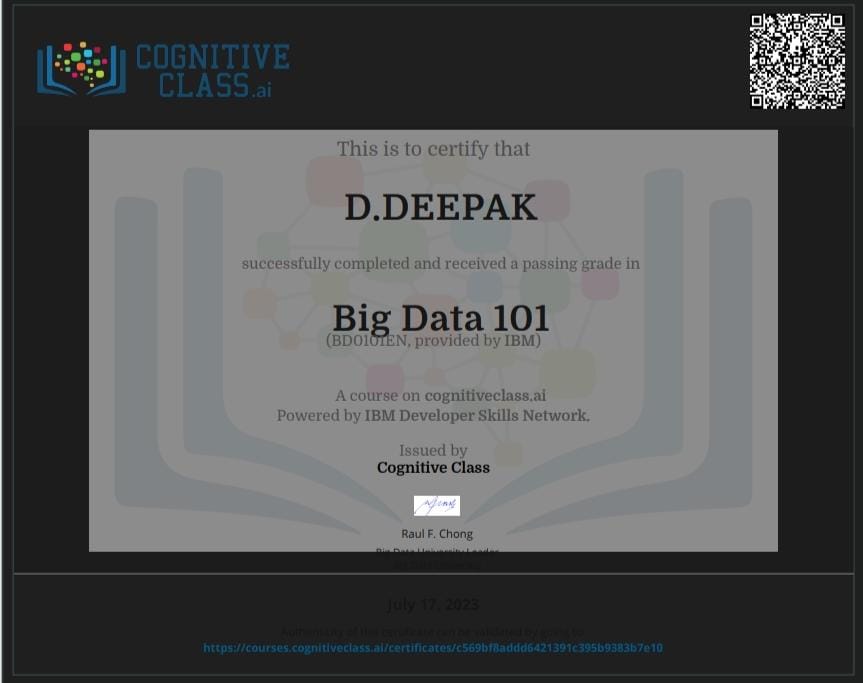 COGNITIVE
CLASS.ai
This is to certify that
D.DEEPAK
successfully completed and received a passing grade in
Big Data 101
(BD0101EN, provided by IBM)
A course on cognitiveclass.ai
Powered by IBM Developer Skills Network.
Issued by
Cognitive Class
Raul F. Chong
Big Data University Leader
Big Data University
July 17, 2023
Authenticity of this certificate can be validated by going to:
https://courses.cognitiveclass.ai/certificates/c569bf8addd6421391c395b9383b7e10